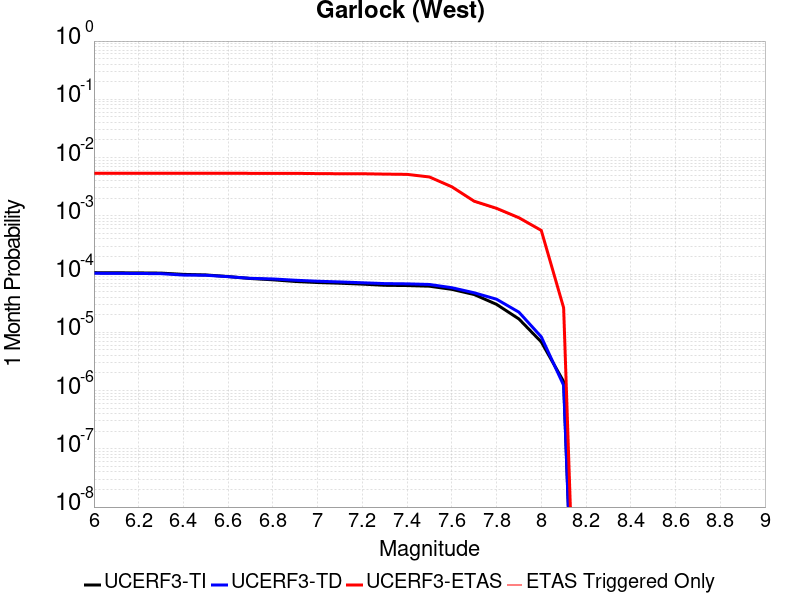 Garlock (West)
10^0
10^-1
10^-2
10^-3
10^-4
10^-5
10^-6
10^-7
10^-8
1 Month Probability
6 6.2 6.4 6.6 6.8 7 7.2 7.4 7.6 7.8 8 8.2 8.4 8.6 8.8 9
Magnitude
UCERF3-TI UCERF3-TD UCERF3-ETAS ETAS Triggered Only